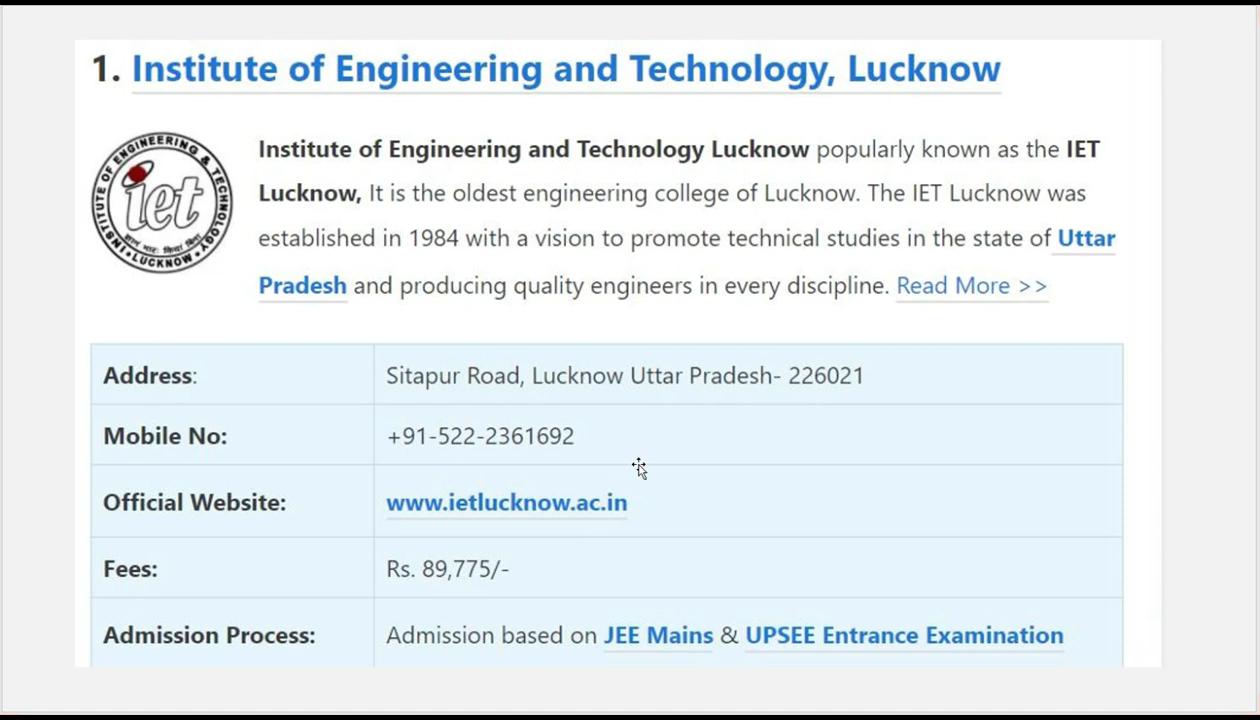 1. Institute of Engineering and Technology, Lucknow
INSTITUTE OF ENGINEERING & TECHNOLOGY
iet
LUCKNOW
Institute of Engineering and Technology Lucknow popularly known as the IET
Lucknow, It is the oldest engineering college of Lucknow. The IET Lucknow was
established in 1984 with a vision to promote technical studies in the state of Uttar
Pradesh and producing quality engineers in every discipline. Read More >>
Address: Sitapur Road, Lucknow Uttar Pradesh- 226021
Mobile No: +91-522-2361692
Official Website: www.ietlucknow.ac.in
Fees: Rs. 89,775/-
Admission Process: Admission based on JEE Mains & UPSEE Entrance Examination